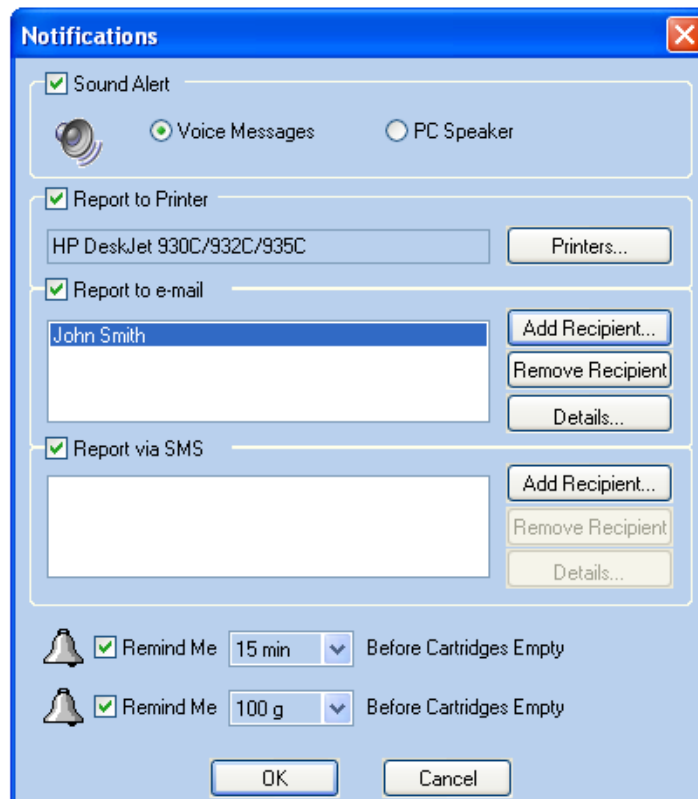 Notifications
Sound Alert
Voice Messages PC Speaker
Report to Printer
HP DeskJet 930C/932C/935C Printers...
Report to e-mail
John Smith Add Recipient...
Remove Recipient
Details...
Report via SMS
Add Recipient...
Remove Recipient
Details...
Remind Me 15 min Before Cartridges Empty
Remind Me 100 g Before Cartridges Empty
OK Cancel